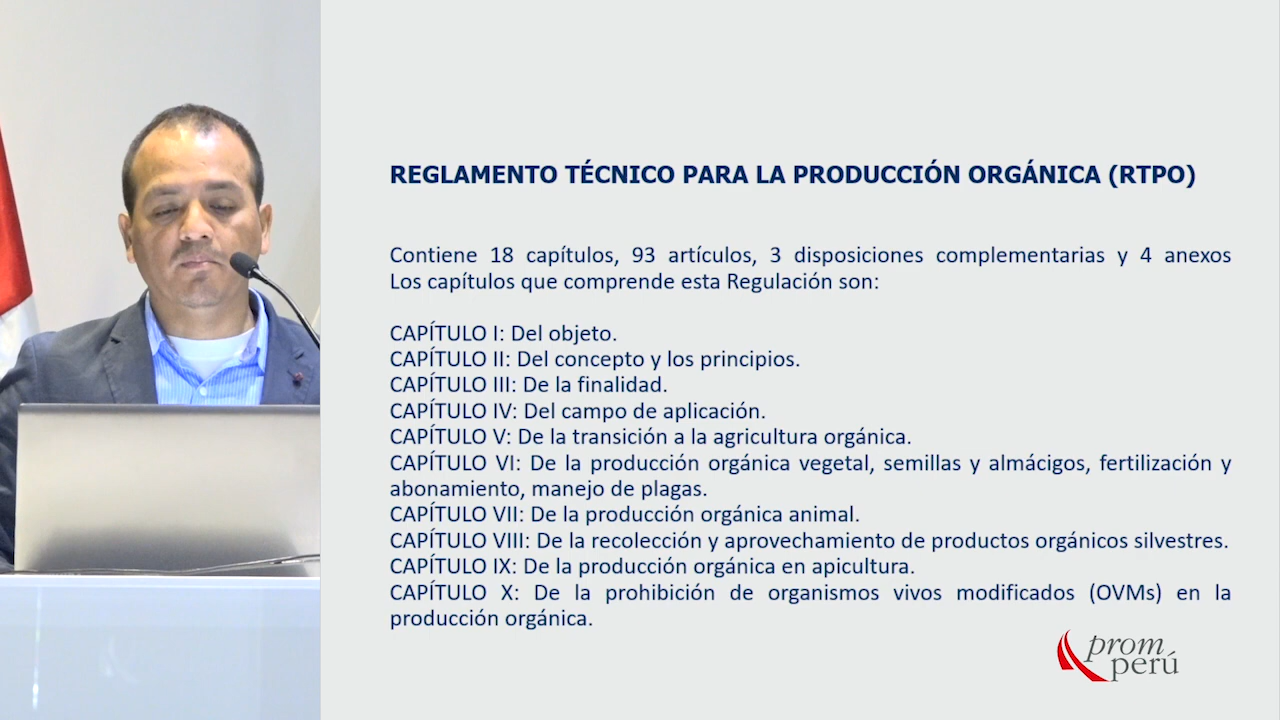 REGLAMENTO TÉCNICO PARA LA PRODUCCIÓN ORGÁNICA (RTPO)
Contiene 18 capítulos, 93 artículos, 3 disposiciones complementarias y 4 anexos
Los capítulos que comprende esta Regulación son:
CAPÍTULO I: Del objeto.
CAPÍTULO II: Del concepto y los principios.
CAPÍTULO III: De la finalidad.
CAPÍTULO IV: Del campo de aplicación.
CAPÍTULO V: De la transición a la agricultura orgánica.
CAPÍTULO VI: De la producción orgánica vegetal, semillas y almácigos, fertilización y
abonamiento, manejo de plagas.
CAPÍTULO VII: De la producción orgánica animal.
CAPÍTULO VIII: De la recolección y aprovechamiento de productos orgánicos silvestres.
CAPÍTULO IX: De la producción orgánica en apicultura.
CAPÍTULO X: De la prohibición de organismos vivos modificados (OVMs) en la
producción orgánica.
prom
perú